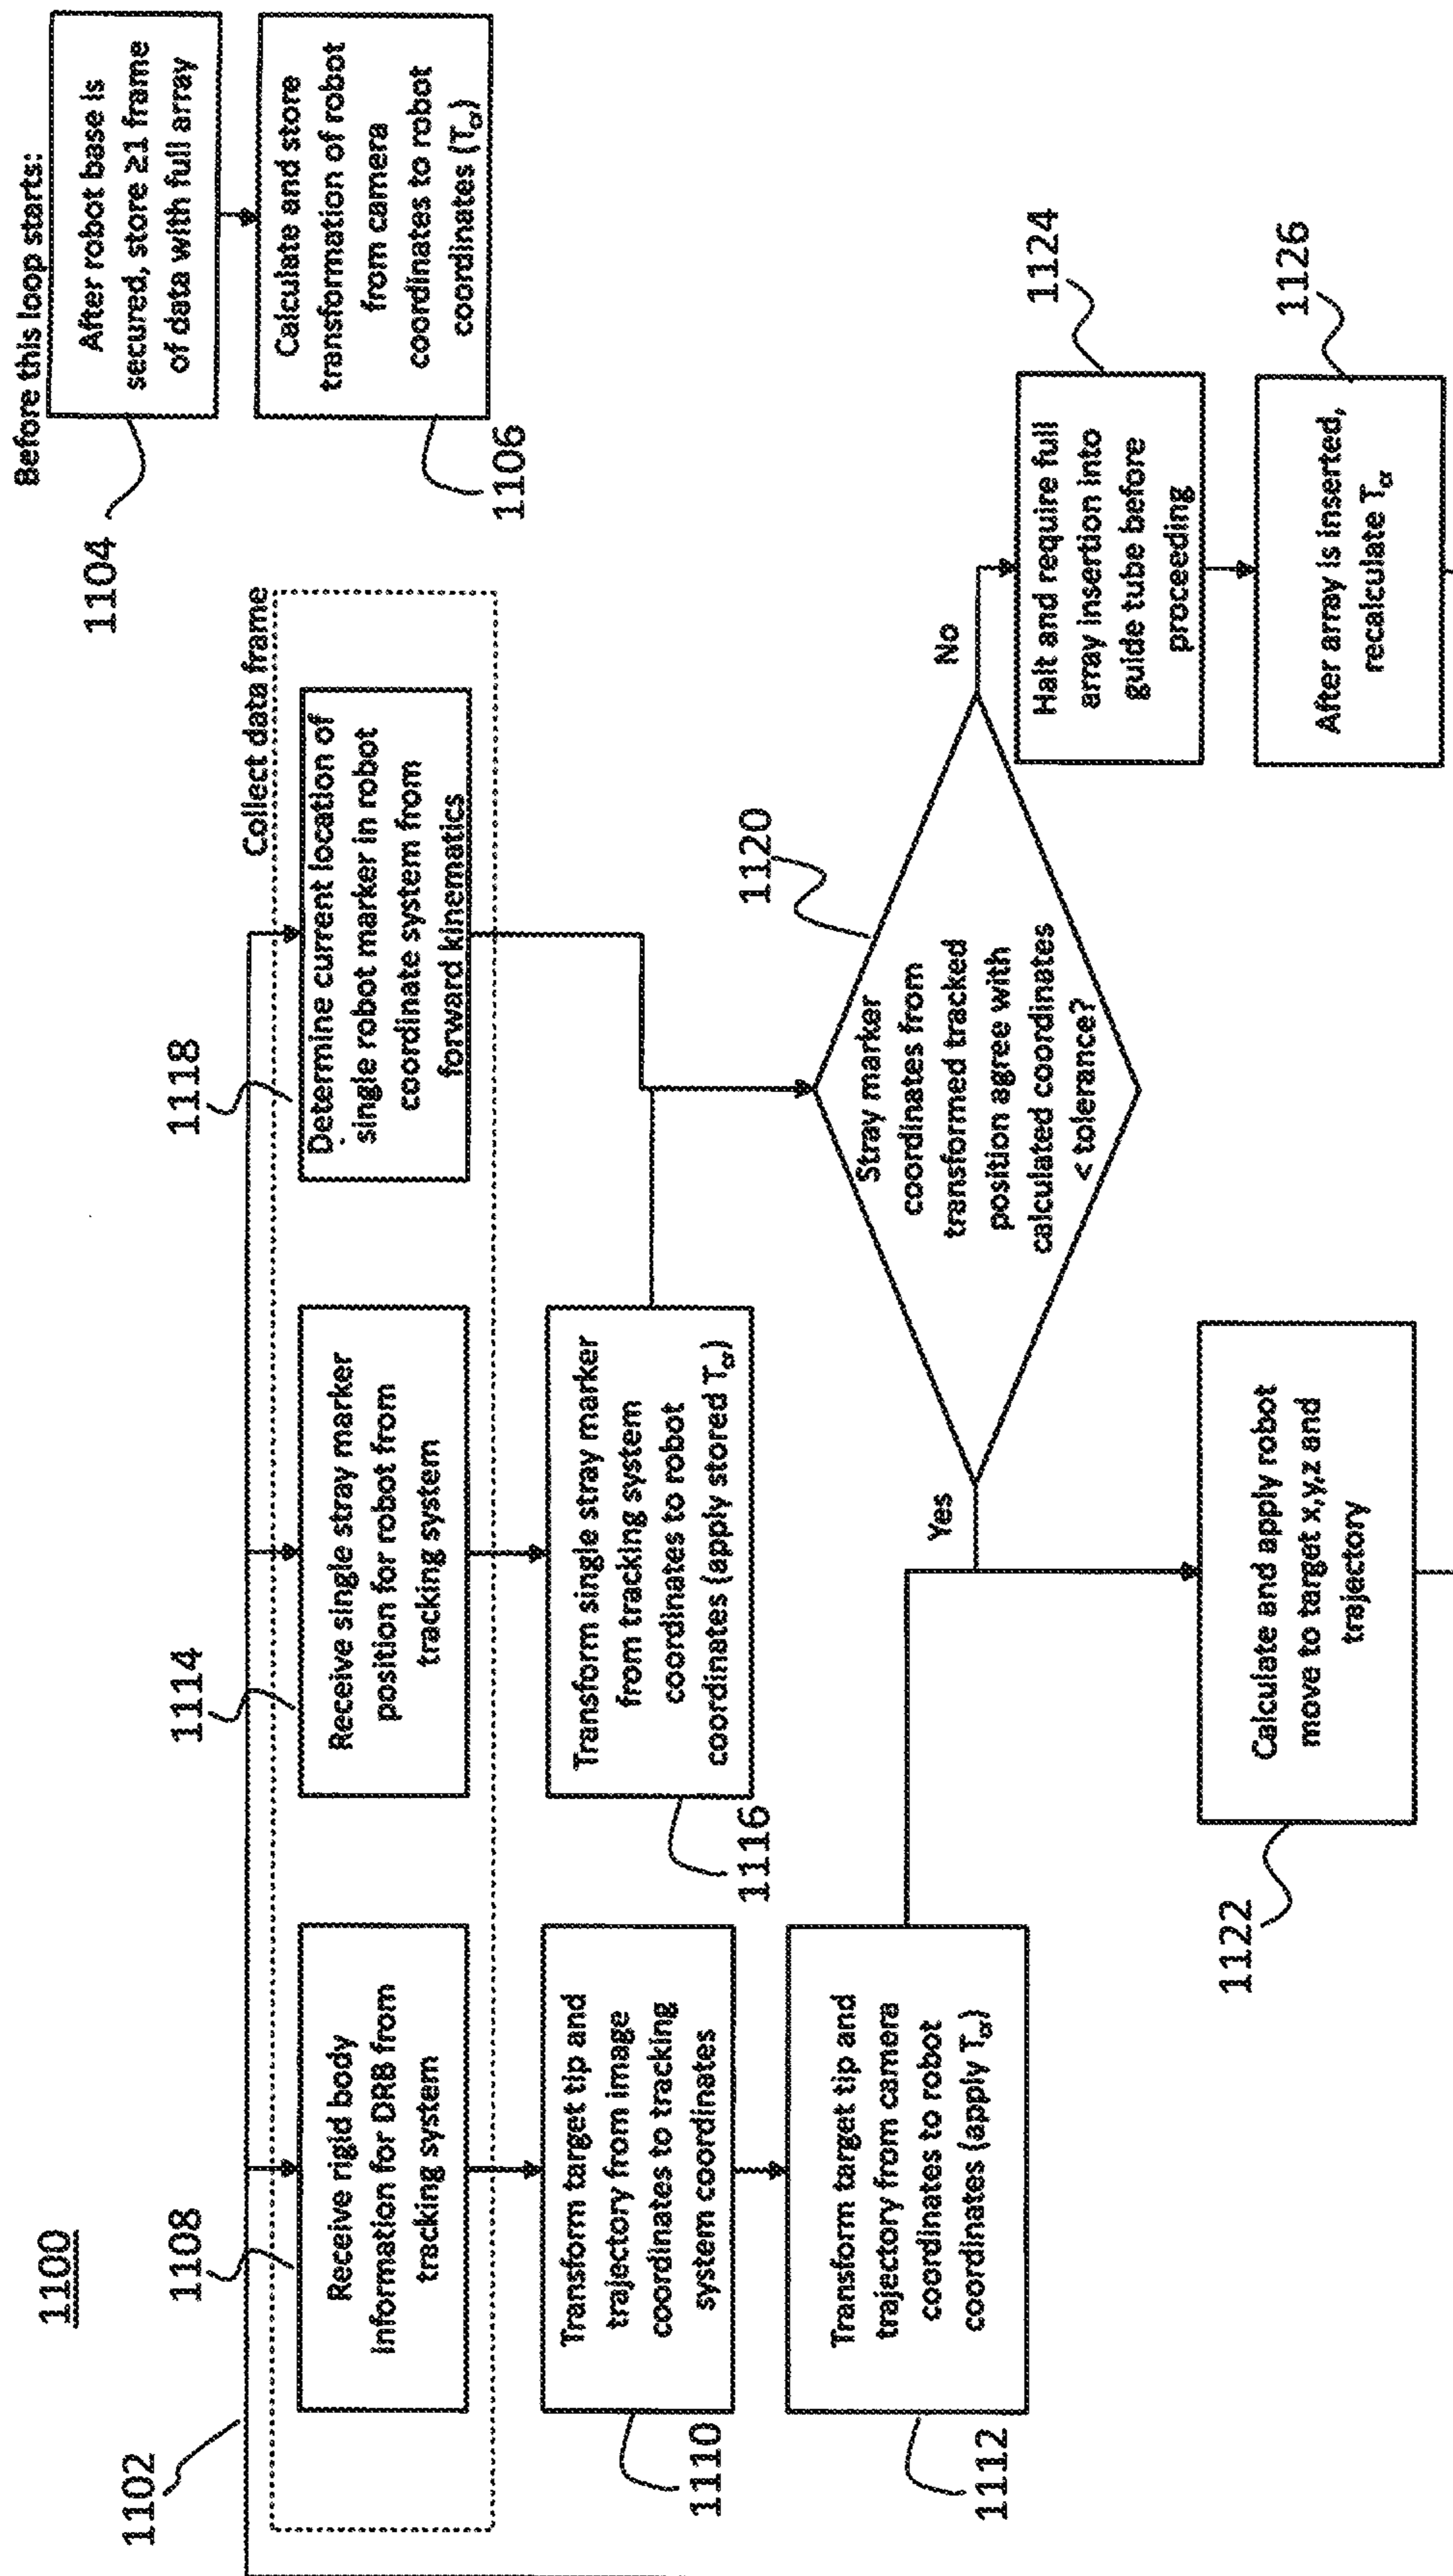 1100
Before this loop starts:
1104
After robot base is
secured, store ≥1 frame
of data with full array
1106
Calculate and store
transformation of robot
from camera
coordinates to robot
coordinates (Tcr)
1102
Collect data frame
1108
Receive rigid body
information for DRB from
tracking system
1114
Receive single stray marker
position for robot from
tracking system
1118
Determine current location of
single robot marker in robot
coordinate system from
forward kinematics
1110
Transform target tip and
trajectory from image
coordinates to tracking
system coordinates
1116
Transform single stray marker
from tracking system
coordinates to robot
coordinates (apply stored Tcr)
1112
Transform target tip and
trajectory from camera
coordinates to robot
coordinates (apply Tcr)
1120
Stray marker
coordinates from
transformed tracked
position agree with
calculated coordinates
< tolerance?
Yes
No
1122
Calculate and apply robot
move to target x,y,z and
trajectory
1124
Halt and require full
array insertion into
guide tube before
proceeding
1126
After array is inserted,
recalculate Tcr